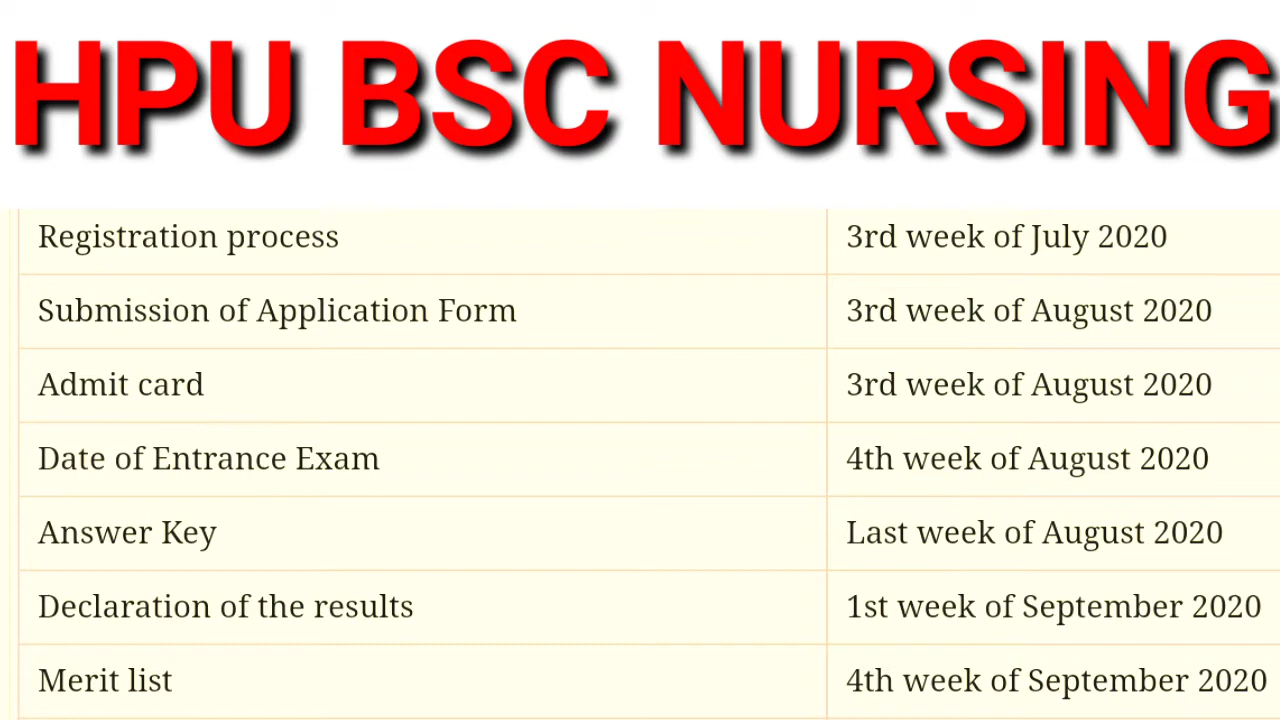 HPU BSC NURSING
Registration process 3rd week of July 2020
Submission of Application Form 3rd week of August 2020
Admit card 3rd week of August 2020
Date of Entrance Exam 4th week of August 2020
Answer Key Last week of August 2020
Declaration of the results 1st week of September 2020
Merit list 4th week of September 2020